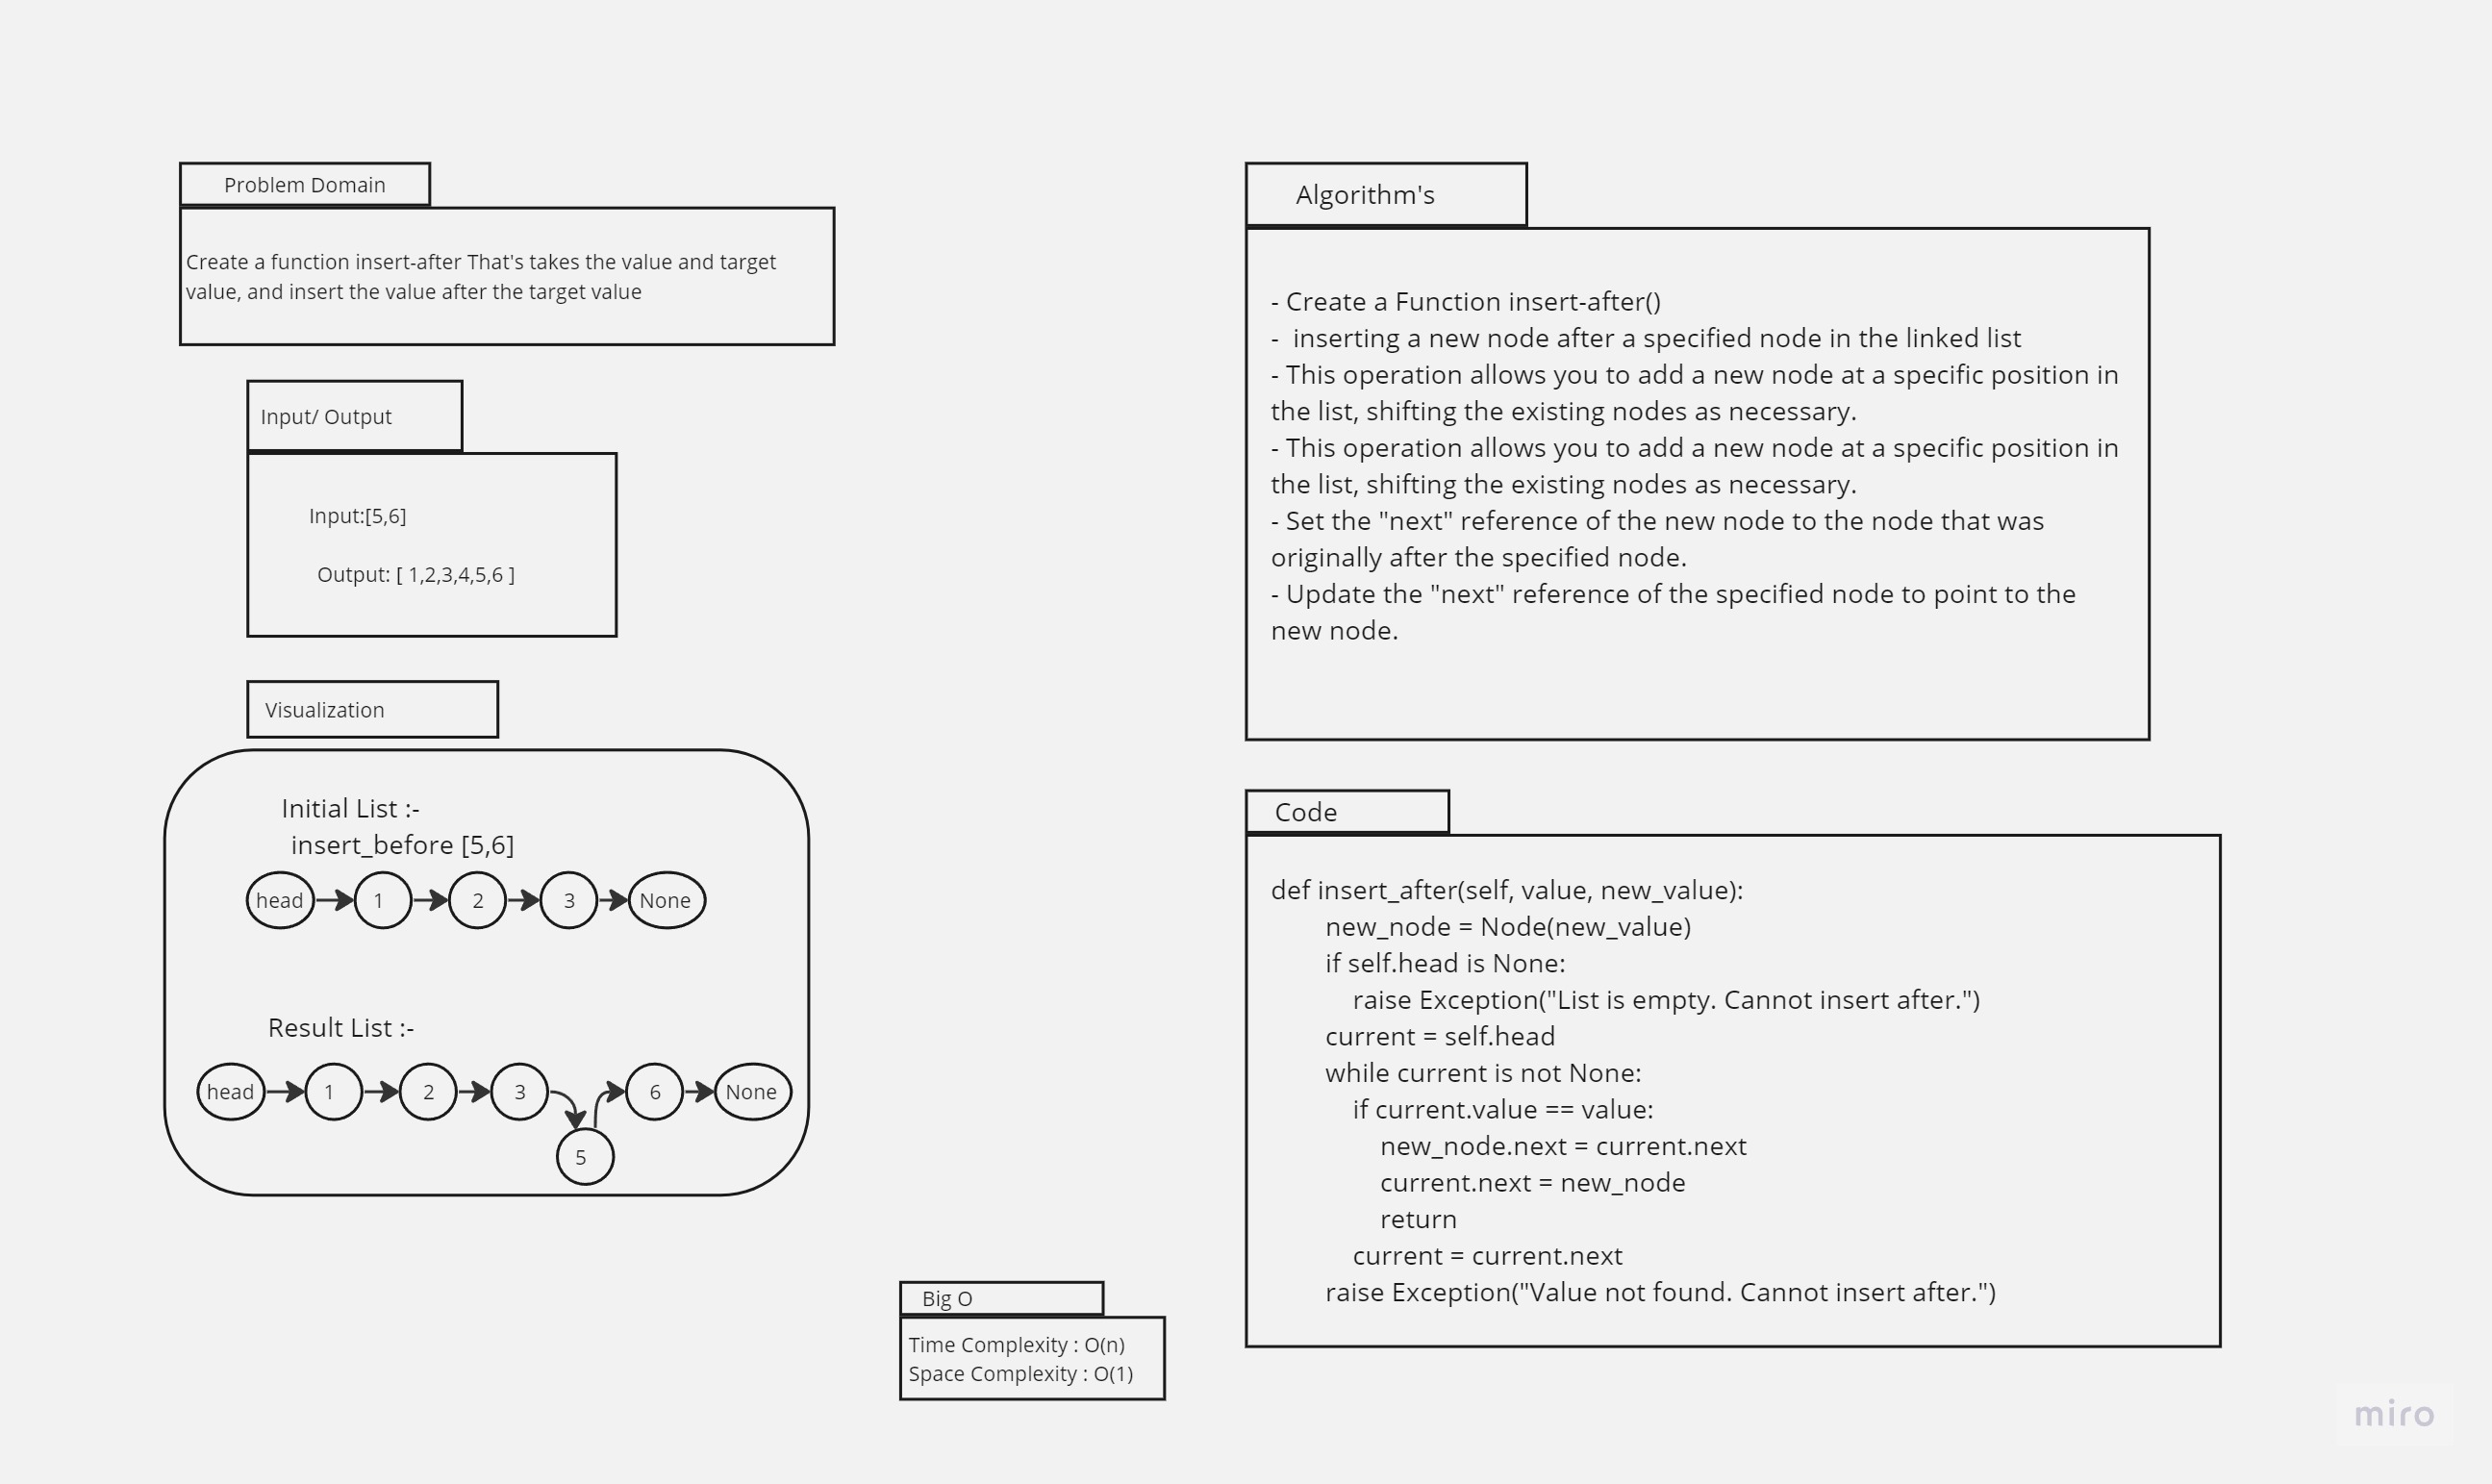 Problem Domain
Create a function insert-after That's takes the value and target
value, and insert the value after the target value
Input/ Output
Input:[5,6]
Output: [ 1,2,3,4,5,6 ]
Visualization
Initial List :-
insert_before [5,6]
head 1 2 3 None
Result List :-
head 1 2 3 6 None
5
Big O
Time Complexity : O(n)
Space Complexity : O(1)
Algorithm's
- Create a Function insert-after()
-  inserting a new node after a specified node in the linked list
- This operation allows you to add a new node at a specific position in
the list, shifting the existing nodes as necessary.
- This operation allows you to add a new node at a specific position in
the list, shifting the existing nodes as necessary.
- Set the "next" reference of the new node to the node that was
originally after the specified node.
- Update the "next" reference of the specified node to point to the
new node.
Code
def insert_after(self, value, new_value):
new_node = Node(new_value)
if self.head is None:
raise Exception("List is empty. Cannot insert after.")
current = self.head
while current is not None:
if current.value == value:
new_node.next = current.next
current.next = new_node
return
current = current.next
raise Exception("Value not found. Cannot insert after.")
miro